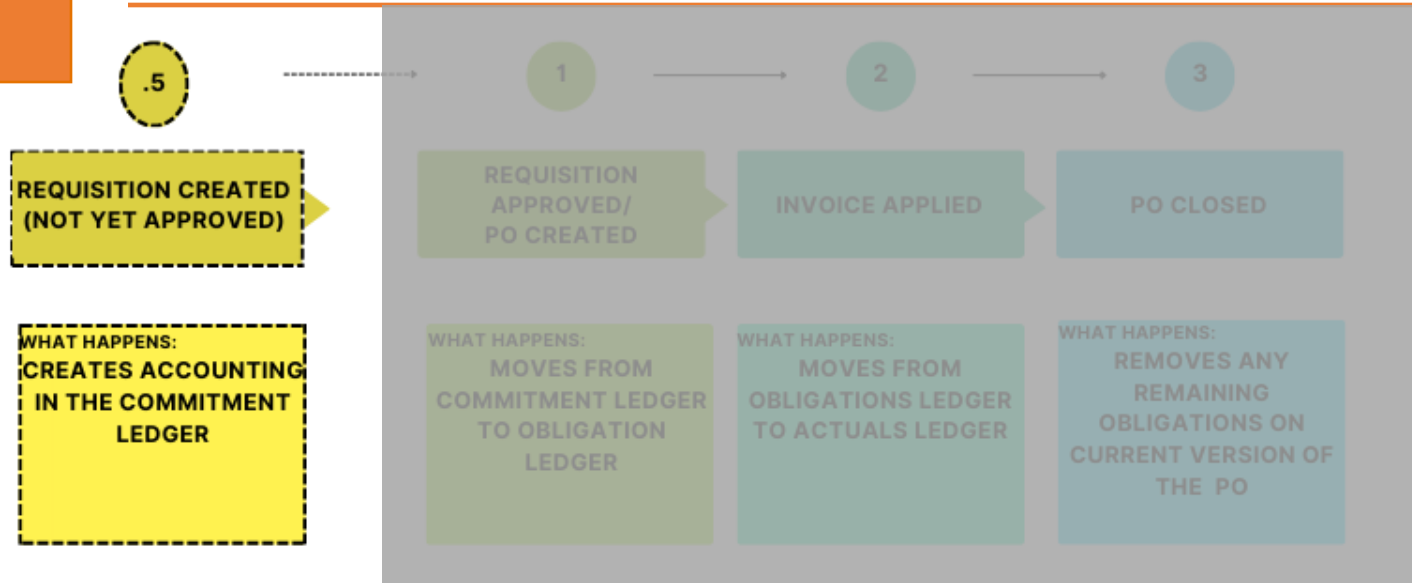 .5
1
2
3
REQUISITION CREATED
(NOT YET APPROVED)
REQUISITION
APPROVED/
PO CREATED
INVOICE APPLIED
PO CLOSED
WHAT HAPPENS:
CREATES ACCOUNTING
IN THE COMMITMENT
LEDGER
WHAT HAPPENS:
MOVES FROM
COMMITMENT LEDGER
TO OBLIGATION
LEDGER
WHAT HAPPENS:
MOVES FROM
OBLIGATIONS LEDGER
TO ACTUALS LEDGER
WHAT HAPPENS:
REMOVES ANY
REMAINING
OBLIGATIONS ON
CURRENT VERSION OF
THE PO